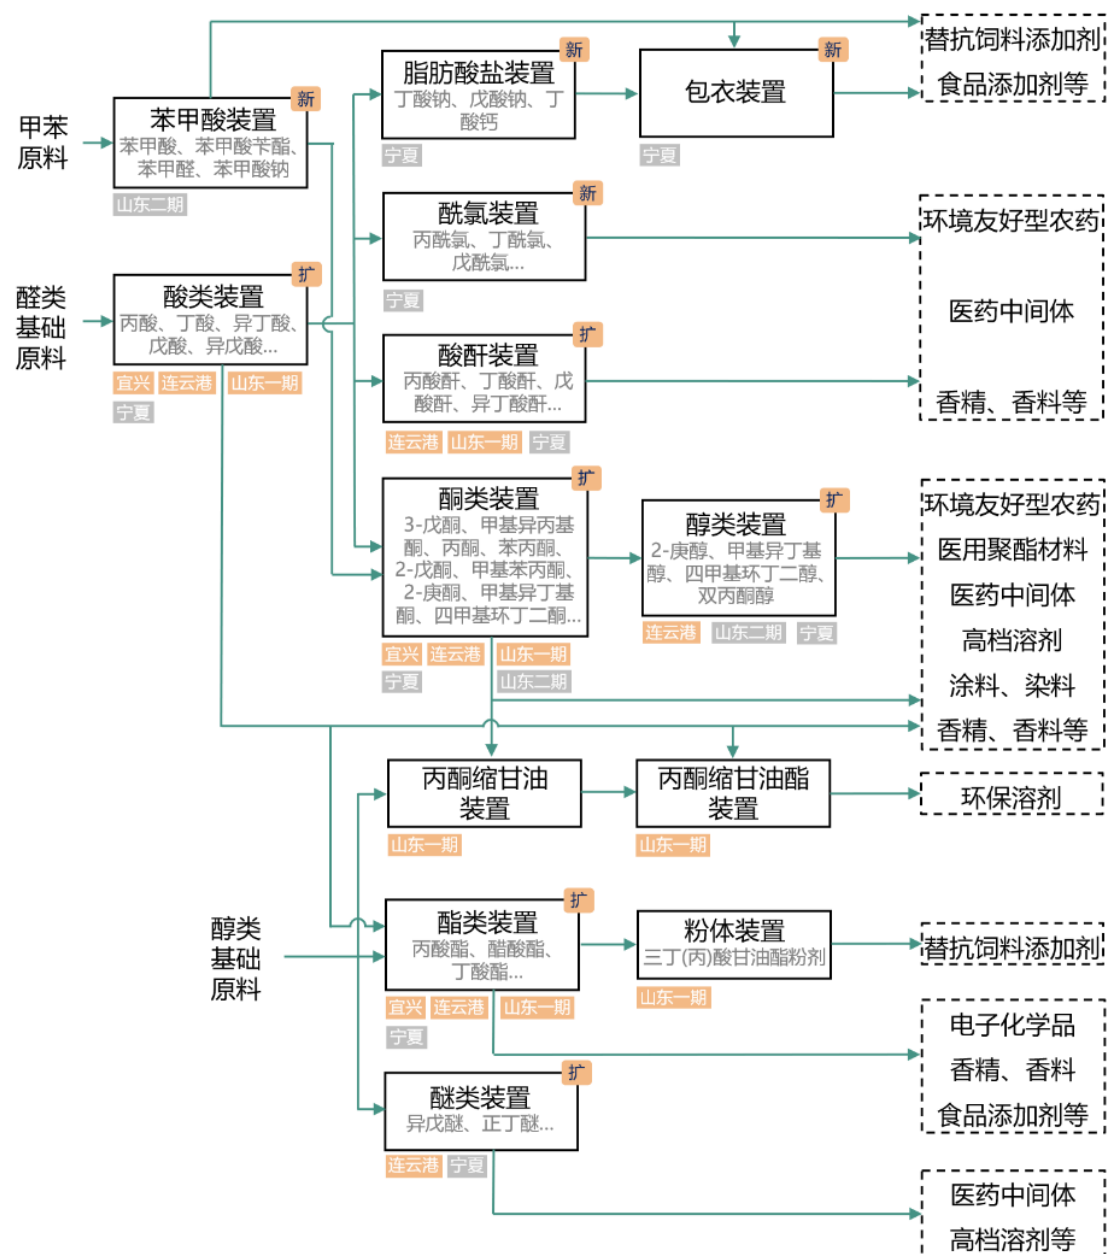 替抗饲料添加剂
食品添加剂等
甲苯
原料
新
苯甲酸装置
苯甲酸、苯甲酸苄酯、
苯甲醛、苯甲酸钠
山东二期
新
脂肪酸盐装置
丁酸钠、戊酸钠、丁
酸钙
宁夏
新
包衣装置
宁夏
新
酰氯装置
丙酰氯、丁酰氯、
戊酰氯...
宁夏
环境友好型农药
医药中间体
香精、香料等
醛类
基础
原料
扩
酸类装置
丙酸、丁酸、异丁酸、
戊酸、异戊酸...
宜兴 连云港 山东一期
宁夏
扩
酸酐装置
丙酸酐、丁酸酐、戊
酸酐、异丁酸酐...
连云港 山东一期 宁夏
扩
酮类装置
3-戊酮、甲基异丙基
酮、丙酮、苯丙酮、
2-戊酮、甲基苯丙酮、
2-庚酮、甲基异丁基
酮、四甲基环丁二酮...
宜兴 连云港 山东一期
宁夏 山东二期
扩
醇类装置
2-庚醇、甲基异丁基
醇、四甲基环丁二醇、
双丙酮醇
连云港 山东二期 宁夏
环境友好型农药
医用聚酯材料
医药中间体
高档溶剂
涂料、染料
香精、香料等
丙酮缩甘油
装置
山东一期
丙酮缩甘油酯
装置
山东一期
环保溶剂
醇类
基础
原料
扩
酯类装置
丙酸酯、醋酸酯、
丁酸酯...
宜兴 连云港 山东一期
宁夏
粉体装置
三丁(丙)酸甘油酯粉剂
山东一期
替抗饲料添加剂
电子化学品
香精、香料
食品添加剂等
扩
醚类装置
异戊醚、正丁醚...
连云港 宁夏
医药中间体
高档溶剂等